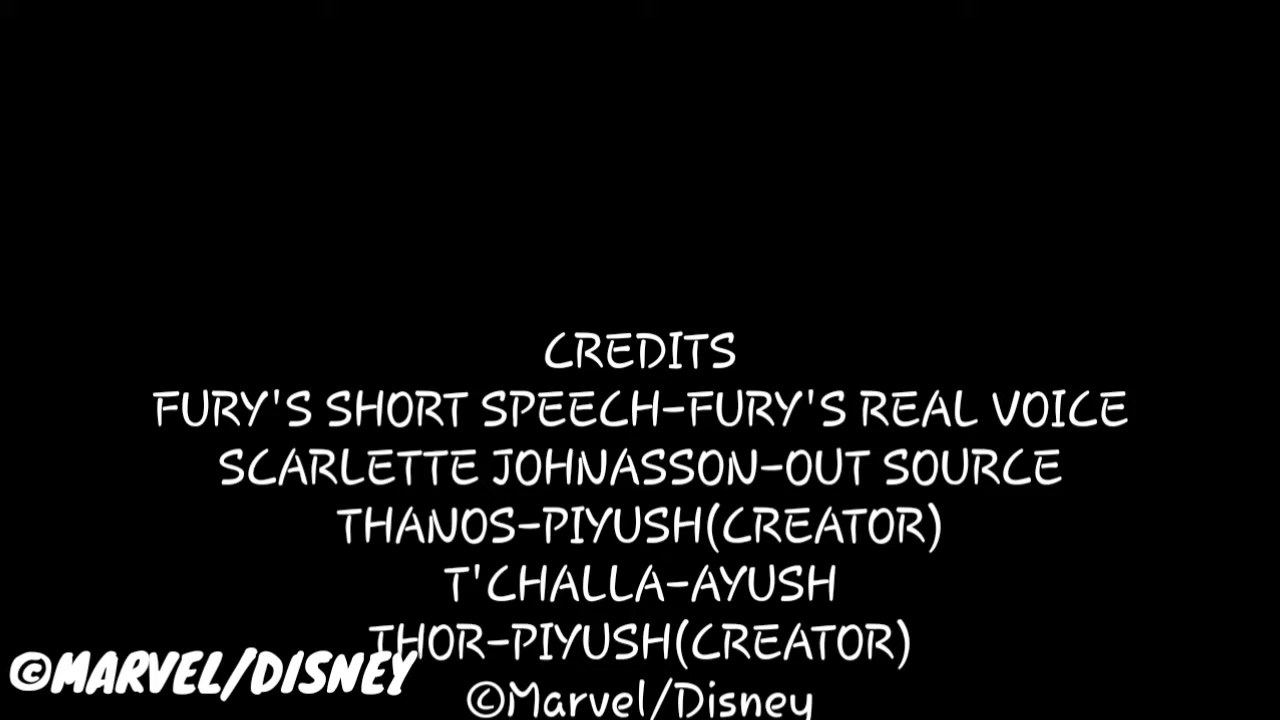 CREDITS
FURY'S SHORT SPEECH-FURY'S REAL VOICE
SCARLETTE JOHNASSON-OUT SOURCE
THANOS-PIYUSH(CREATOR)
T'CHALLA-AYUSH
THOR-PIYUSH(CREATOR)
©MARVEL/DISNEY
©Marvel/Disney